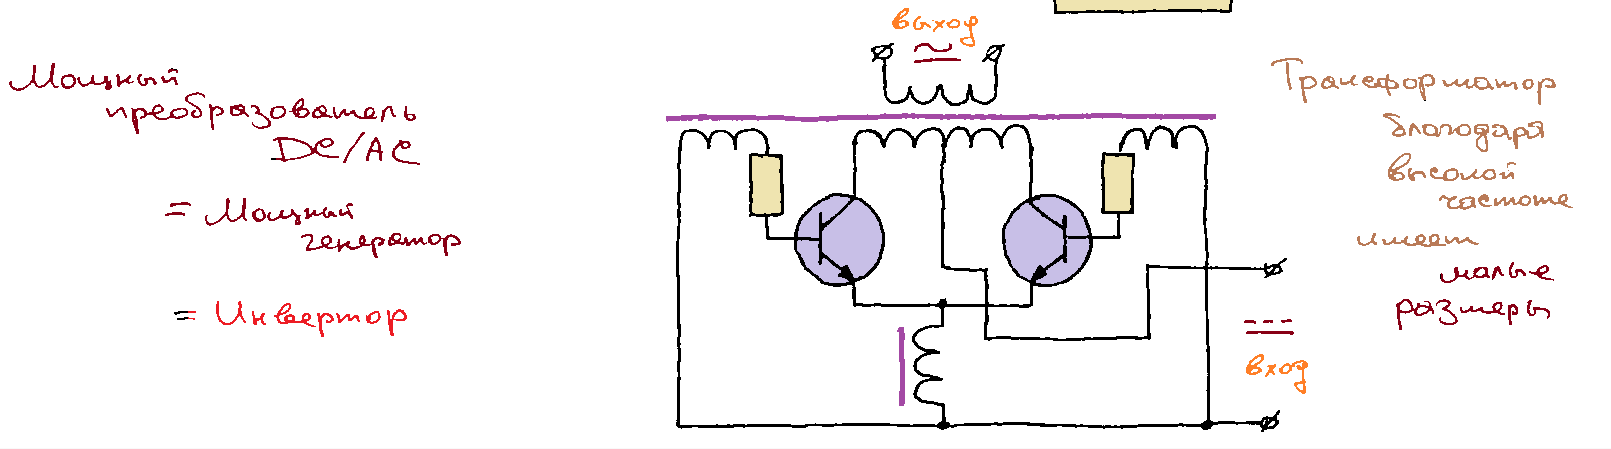 Мощный
преобразователь
DC/AC
= Мощный
генератор
= Инвертор
выход
вход
Трансформатор
благодаря
высокой
частоте
имеет
малые
размеры